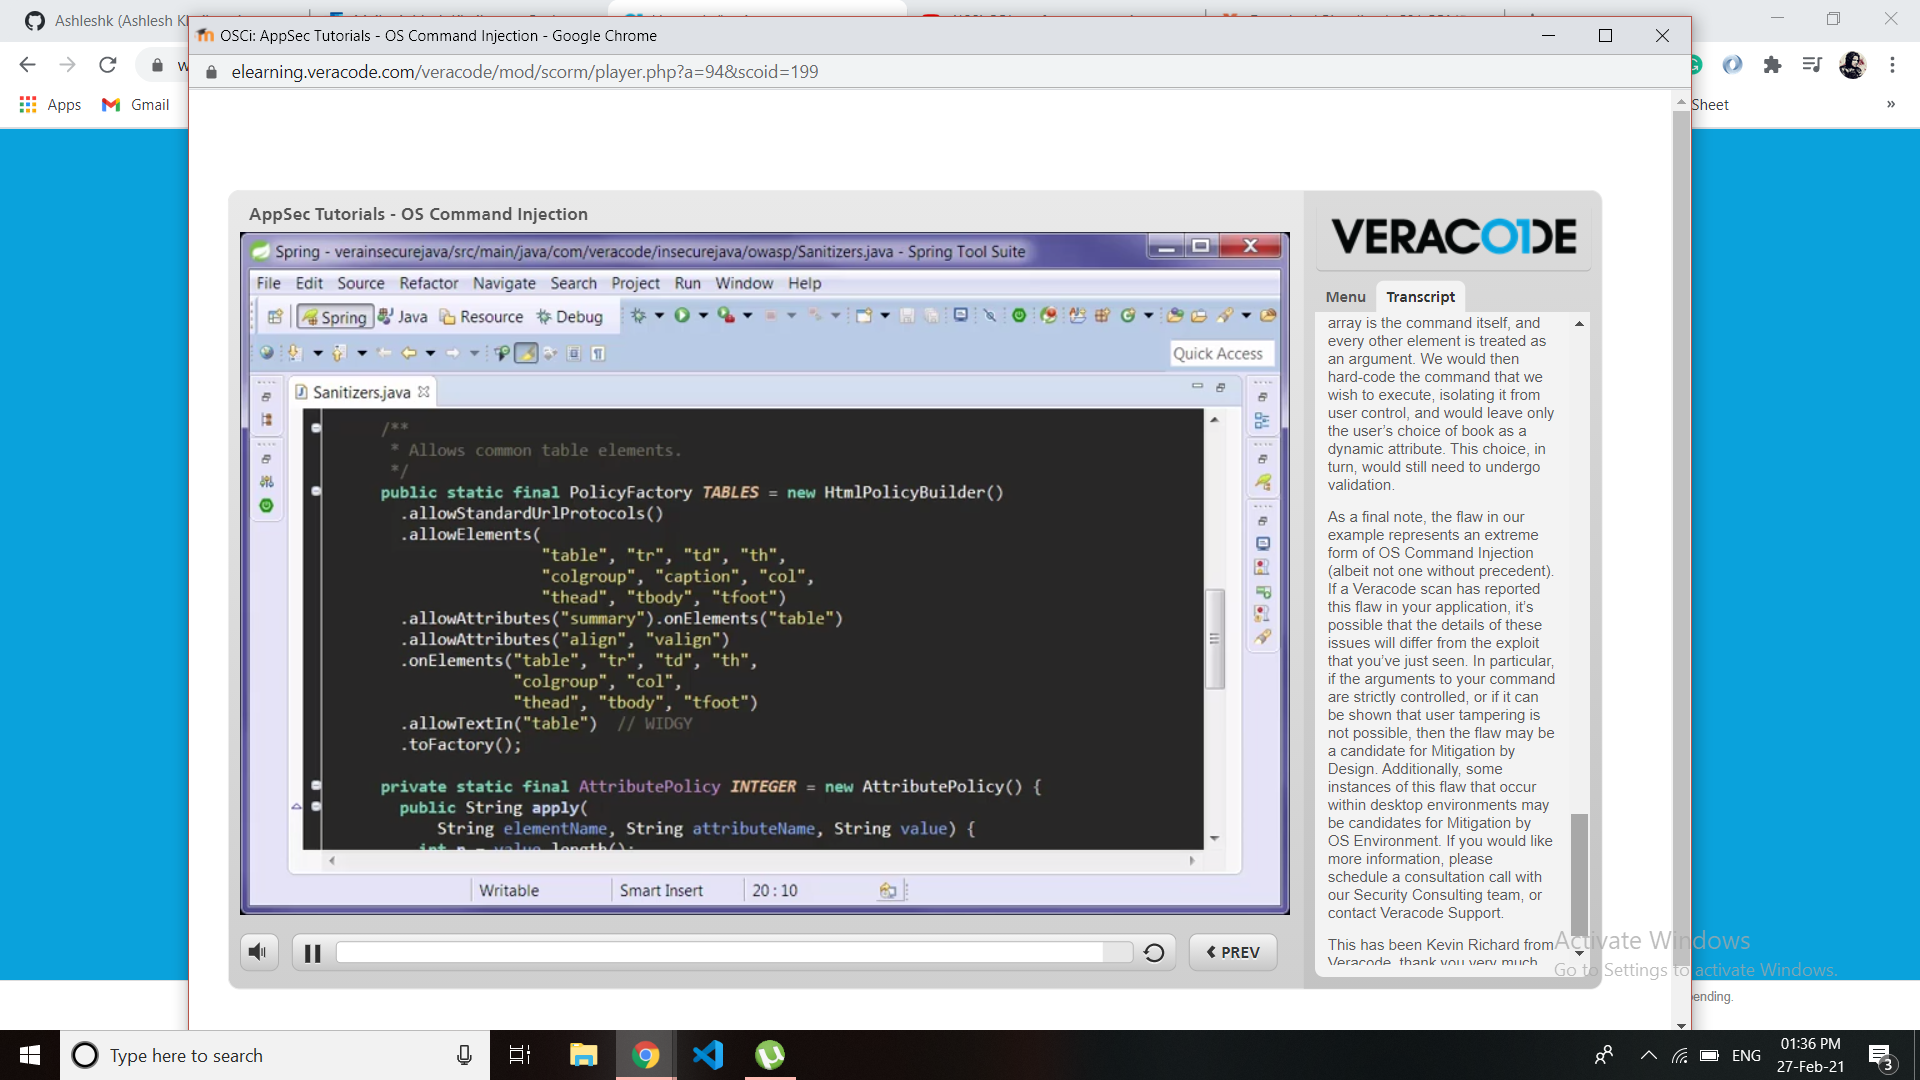 Ashleshk (Ashlesh Kh
OSCi: AppSec Tutorials - OS Command Injection - Google Chrome
elearning.veracode.com/veracode/mod/scorm/player.php?a=94&scoid=199
Apps
Gmail
Sheet
»
AppSec Tutorials - OS Command Injection
VERACODE
Spring - verainsecurejava/src/main/java/com/veracode/insecurejava/owasp/Sanitizers.java - Spring Tool Suite
File Edit Source Refactor Navigate Search Project Run Window Help
Spring Java Resource Debug
Quick Access
Sanitizers.java
/**
* Allows common table elements.
*/
public static final PolicyFactory TABLES = new HtmlPolicyBuilder()
.allowStandardUrlProtocols()
.allowElements(
"table", "tr", "td", "th",
"colgroup", "caption", "col",
"thead", "tbody", "tfoot")
.allowAttributes("summary").onElements("table")
.allowAttributes("align", "valign")
.onElements("table", "tr", "td", "th",
"colgroup", "col",
"thead", "tbody", "tfoot")
.allowTextIn("table") // WIDGY
.toFactory();
private static final AttributePolicy INTEGER = new AttributePolicy() {
public String apply(
String elementName, String attributeName, String value) {
int n = value.length();
Writable Smart Insert 20 : 10
PREV
Menu Transcript
array is the command itself, and
every other element is treated as
an argument. We would then
hard-code the command that we
wish to execute, isolating it from
user control, and would leave only
the user's choice of book as a
dynamic attribute. This choice, in
turn, would still need to undergo
validation.
As a final note, the flaw in our
example represents an extreme
form of OS Command Injection
(albeit not one without precedent).
If a Veracode scan has reported
this flaw in your application, it's
possible that the details of these
issues will differ from the exploit
that you've just seen. In particular,
if the arguments to your command
are strictly controlled, or if it can
be shown that user tampering is
not possible, then the flaw may be
a candidate for Mitigation by
Design. Additionally, some
instances of this flaw that occur
within desktop environments may
be candidates for Mitigation by
OS Environment. If you would like
more information, please
schedule a consultation call with
our Security Consulting team, or
contact Veracode Support.
This has been Kevin Richard from
Veracode, thank you very much
Activate Windows
Go to Settings to activate Windows.
ending.
Type here to search
ENG
01:36 PM
27-Feb-21
3